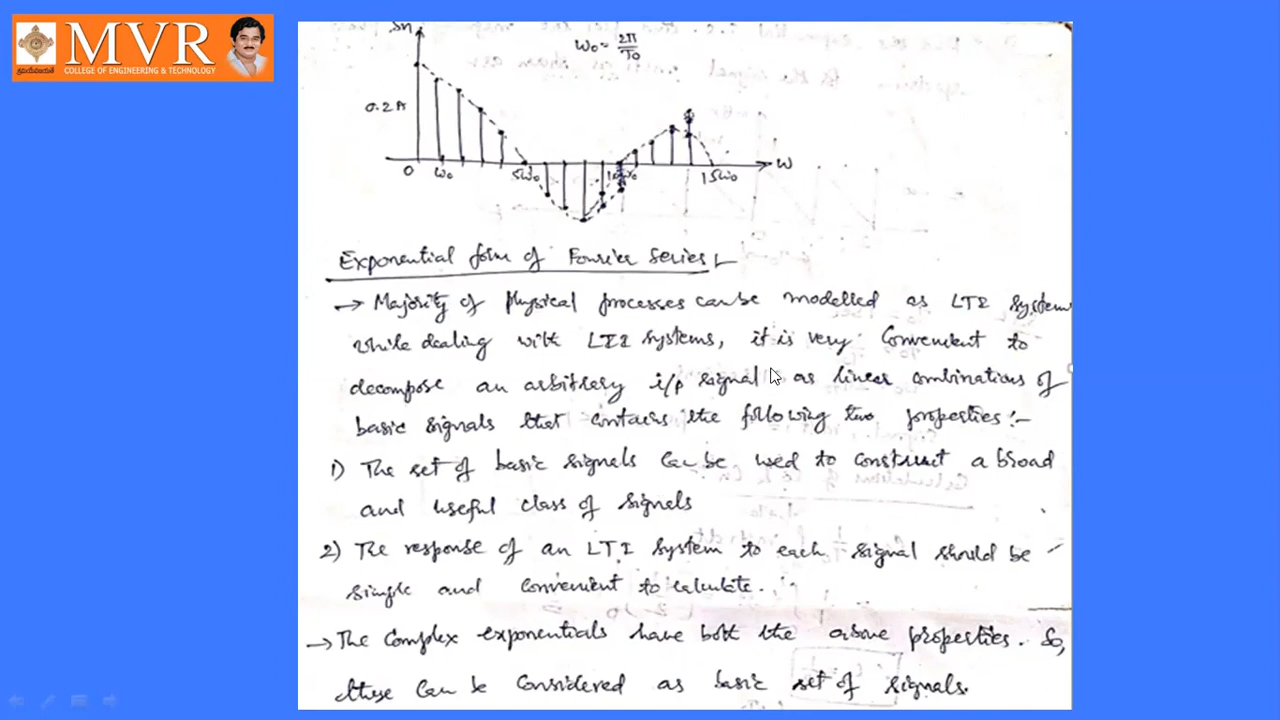 MVR
COLLEGE OF ENGINEERING & TECHNOLOGY
Sn
ω0 = 2π/T0
0.2A
0 ω0 5ω0 10ω0 15ω0 ω
Exponential form of Fourier Series :-
→ Majority of physical processes can be modelled as LTI system
while dealing with LTI systems, it is very Convenient to
decompose an arbitrary i/p signal as linear combinations of
basic signals that contains the following two properties :-
1) The set of basic signals can be used to construct a broad
and useful class of signals
2) The response of an LTI system to each signal should be
simple and convenient to calculate.
→ The Complex exponentials have both the above properties. So,
these can be considered as basic set of signals.